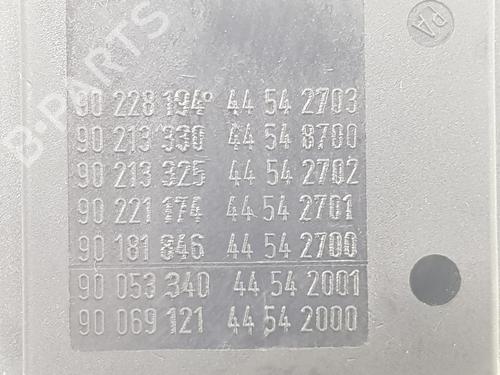 B-PARTS
PA
90 228 194° 44 54 2703
90 213 330 44 54 8700
90 213 325 44 54 2702
90 221 174 44 54 2701
90 181 846 44 54 2700
90 053 340 44 54 2001
90 069 121 44 54 2000